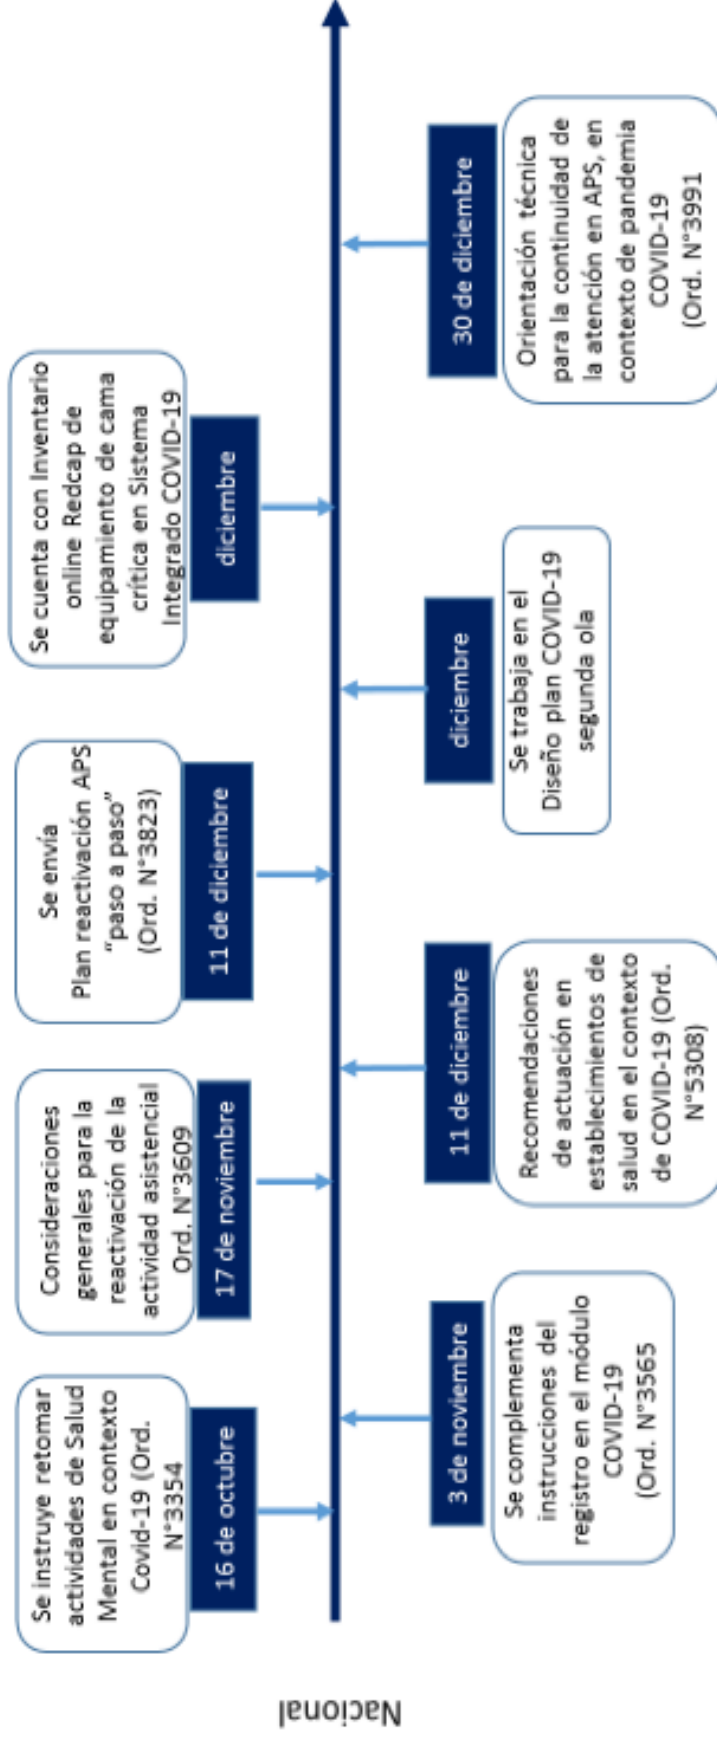 Nacional
Se instruye retomar
actividades de Salud
Mental en contexto
Covid-19 (Ord.
N°3354
16 de octubre
3 de noviembre
Se complementa
instrucciones del
registro en el módulo
COVID-19
(Ord. N°3565
Consideraciones
generales para la
reactivación de la
actividad asistencial
Ord. N°3609
17 de noviembre
11 de diciembre
Recomendaciones
de actuación en
establecimientos de
salud en el contexto
de COVID-19 (Ord.
N°5308)
Se envía
Plan reactivación APS
“paso a paso”
(Ord. N°3823)
11 de diciembre
diciembre
Se trabaja en el
Diseño plan COVID-19
segunda ola
Se cuenta con Inventario
online Redcap de
equipamiento de cama
crítica en Sistema
Integrado COVID-19
diciembre
30 de diciembre
Orientación técnica
para la continuidad de
la atención en APS, en
contexto de pandemia
COVID-19
(Ord. N°3991